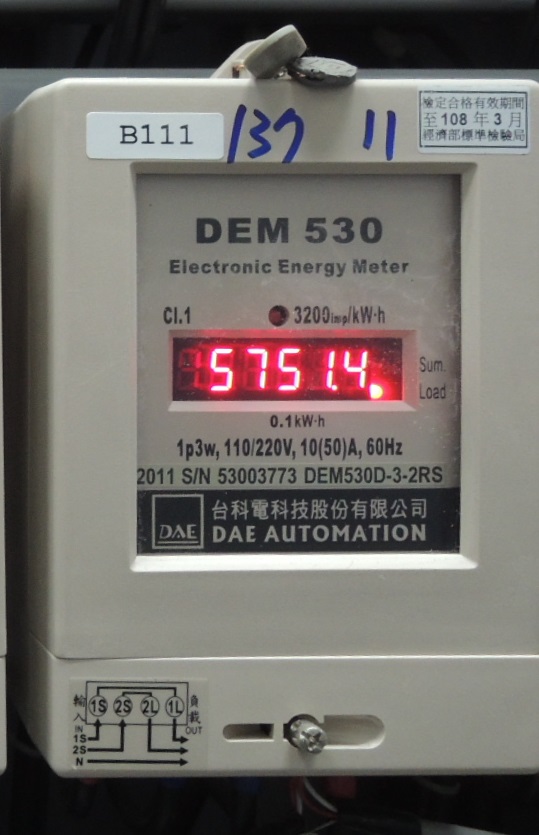 B111
137 11
檢定合格有效期間
至108年3月
經濟部標準檢驗局
DEM 530
Electronic Energy Meter
Cl.1
3200imp/kW·h
5751.4
Sum.
Load
0.1kW·h
1p3w, 110/220V, 10(50)A, 60Hz
2011 S/N 53003773 DEM530D-3-2RS
DAE
台科電科技股份有限公司
DAE AUTOMATION
輸入 1S 2S 2L 1L 負載
IN OUT
1S
2S
N